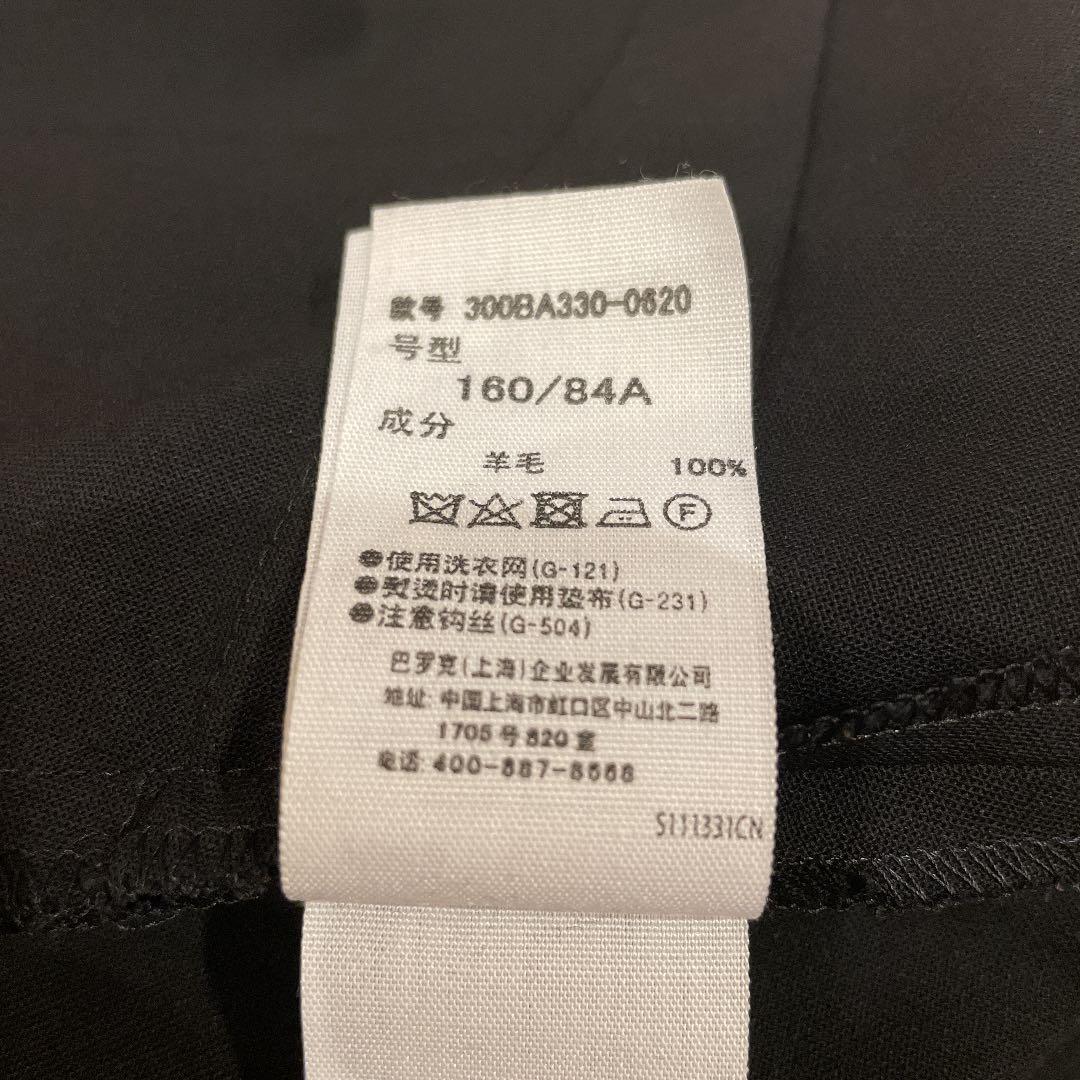 款号 300BA330-0620
号型
160/84A
成分
羊毛 100%
F
●使用洗衣网(G-121)
●熨烫时请使用垫布(G-231)
●注意钩丝(G-504)
巴罗克(上海)企业发展有限公司
地址: 中国上海市虹口区中山北二路
1705号820室
电话: 400-887-8568
S111331CN